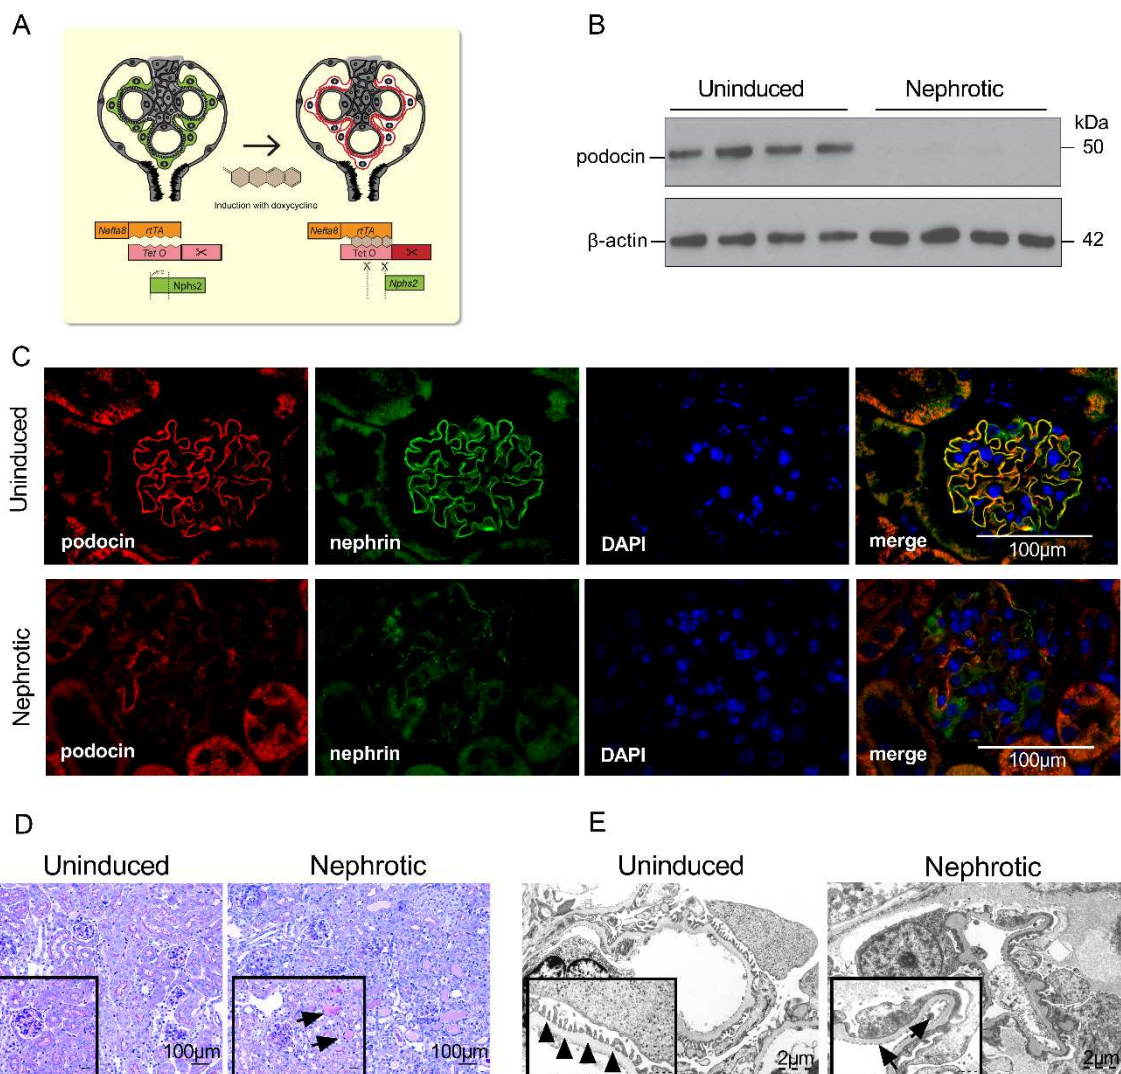 A
Induction with doxycycline
Nefta8 rtTA
Tet O
Nphs2
Nefta8 rtTA
Tet O
Nphs2
B
Uninduced Nephrotic
kDa
podocin 50
β-actin 42
C
Uninduced
podocin nephrin DAPI merge
100µm
Nephrotic
podocin nephrin DAPI merge
100µm
D
Uninduced Nephrotic
100µm 100µm
E
Uninduced Nephrotic
2µm 2µm